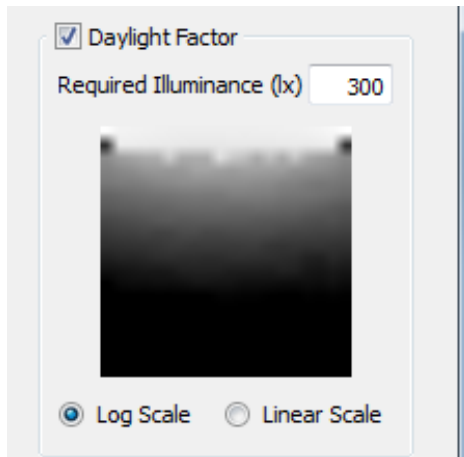 Daylight Factor
Required Illuminance (lx) 300
Log Scale Linear Scale